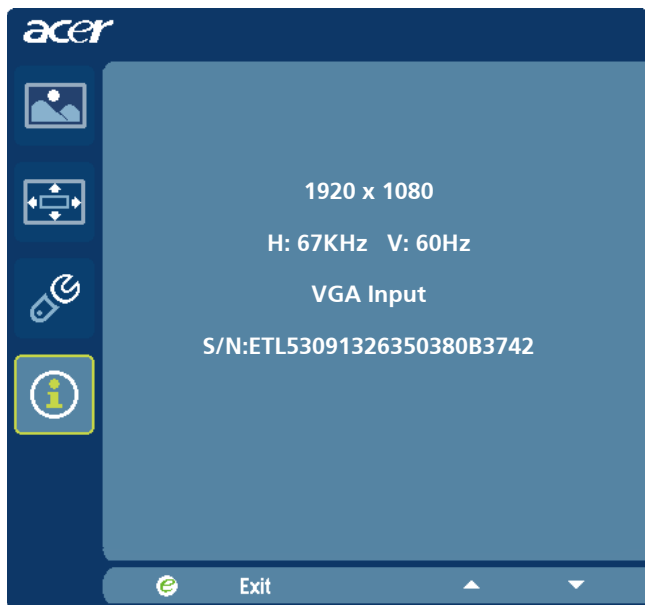 acer
1920 x 1080
H: 67KHz V: 60Hz
VGA Input
S/N:ETL53091326350380B3742
e Exit